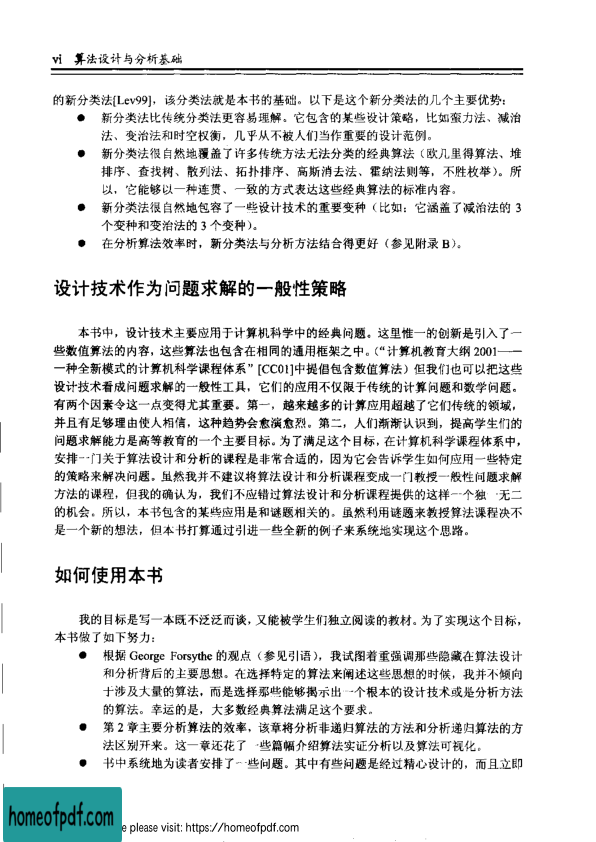 vi 算法设计与分析基础
的新分类法[Lev99]，该分类法就是本书的基础。以下是这个新分类法的几个主要优势：
● 新分类法比传统分类法更容易理解。它包含的某些设计策略，比如蛮力法、减治
法、变治法和时空权衡，几乎从不被人们当作重要的设计范例。
● 新分类法很自然地覆盖了许多传统方法无法分类的经典算法（欧几里得算法、堆
排序、查找树、散列法、拓扑排序、高斯消去法、霍纳法则等，不胜枚举）。所
以，它能够以一种连贯、一致的方式表达这些经典算法的标准内容。
● 新分类法很自然地包容了一些设计技术的重要变种（比如：它涵盖了减治法的 3
个变种和变治法的 3 个变种）。
● 在分析算法效率时，新分类法与分析方法结合得更好（参见附录 B）。
设计技术作为问题求解的一般性策略
本书中，设计技术主要应用于计算机科学中的经典问题。这里惟一的创新是引入了一
些数值算法的内容，这些算法也包含在相同的通用框架之中。（“计算机教育大纲 2001——
一种全新模式的计算机科学课程体系”[CC01]中提倡包含数值算法）但我们也可以把这些
设计技术看成问题求解的一般性工具，它们的应用不仅限于传统的计算问题和数学问题。
有两个因素令这一点变得尤其重要。第一，越来越多的计算应用超越了它们传统的领域，
并且有足够理由使人相信，这种趋势会愈演愈烈。第二，人们渐渐认识到，提高学生们的
问题求解能力是高等教育的一个主要目标。为了满足这个目标，在计算机科学课程体系中，
安排一门关于算法设计和分析的课程是非常合适的，因为它会告诉学生如何应用一些特定
的策略来解决问题。虽然我并不建议将算法设计和分析课程变成一门教授一般性问题求解
方法的课程，但我的确认为，我们不应错过算法设计和分析课程提供的这样一个独一无二
的机会。所以，本书包含的某些应用是和谜题相关的。虽然利用谜题来教授算法课程决不
是一个新的想法，但本书打算通过引进一些全新的例子来系统地实现这个思路。
如何使用本书
我的目标是写一本既不泛泛而谈，又能被学生们独立阅读的教材。为了实现这个目标，
本书做了如下努力：
● 根据 George Forsythe 的观点（参见引语），我试图着重强调那些隐藏在算法设计
和分析背后的主要思想。在选择特定的算法来阐述这些思想的时候，我并不倾向
于涉及大量的算法，而是选择那些能够揭示出一个根本的设计技术或是分析方法
的算法。幸运的是，大多数经典算法满足这个要求。
● 第 2 章主要分析算法的效率，该章将分析非递归算法的方法和分析递归算法的方
法区别开来。这一章还花了一些篇幅介绍算法实证分析以及算法可视化。
● 书中系统地为读者安排了一些问题。其中有些问题是经过精心设计的，而且立即
homeofpdf.com
e please visit: https://homeofpdf.com